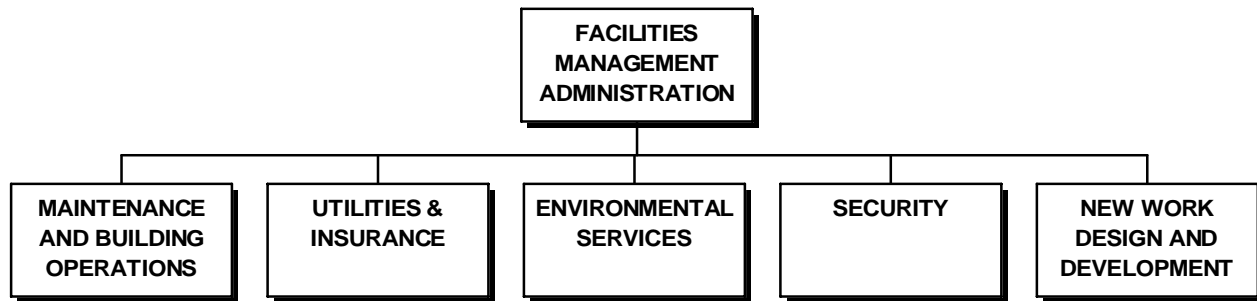 FACILITIES
MANAGEMENT
ADMINISTRATION
MAINTENANCE
AND BUILDING
OPERATIONS
UTILITIES &
INSURANCE
ENVIRONMENTAL
SERVICES
SECURITY
NEW WORK
DESIGN AND
DEVELOPMENT